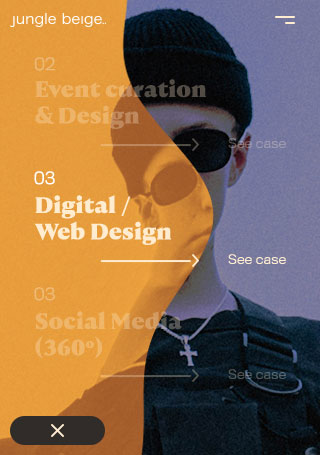 jungle beige..
02
Event curation
& Design
See case
03
Digital /
Web Design
See case
03
Social Media
(360°)
See case